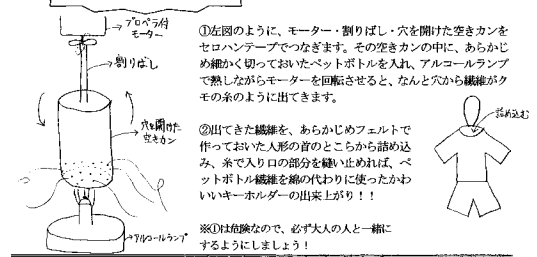 プロペラ付
モーター
割りばし
穴を開けた
空きカン
アルコールランプ
①左図のように、モーター・割りばし・穴を開けた空きカンを
セロハンテープでつなぎます。その空きカンの中に、あらかじ
め細かく切っておいたペットボトルを入れ、アルコールランプ
で熱しながらモーターを回転させると、なんと穴から繊維がク
モの糸のように出てきます。
②出てきた繊維を、あらかじめフェルトで
作っておいた人形の首のところから詰め込
み、糸で入り口の部分を縫い止めれば、ペ
ットボトル繊維を綿の代わりに使ったかわ
いいキーホルダーの出来上がり！！
詰め込む
※①は危険なので、必ず大人の人と一緒に
するようにしましょう！